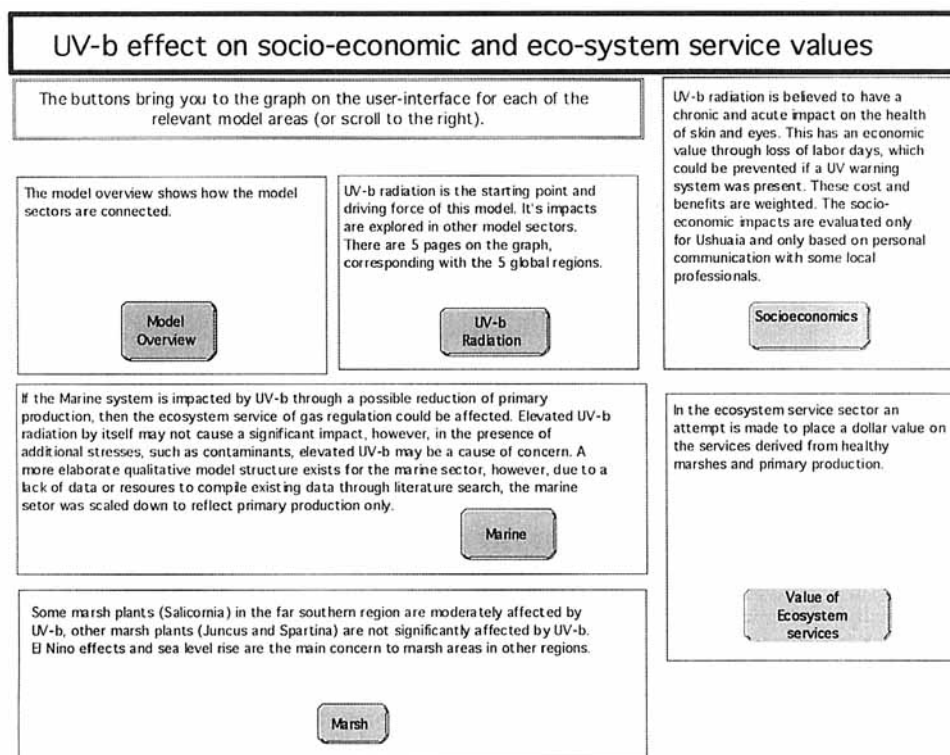 UV-b effect on socio-economic and eco-system service values
The buttons bring you to the graph on the user-interface for each of the
relevant model areas (or scroll to the right).
UV-b radiation is believed to have a
chronic and acute impact on the health
of skin and eyes. This has an economic
value through loss of labor days, which
could be prevented if a UV warning
system was present. These cost and
benefits are weighted. The socio-
economic impacts are evaluated only
for Ushuaia and only based on personal
communication with some local
professionals.
Socioeconomics
The model overview shows how the model
sectors are connected.
Model
Overview
UV-b radiation is the starting point and
driving force of this model. It's impacts
are explored in other model sectors.
There are 5 pages on the graph,
corresponding with the 5 global regions.
UV-b
Radiation
If the Marine system is impacted by UV-b through a possible reduction of primary
production, then the ecosystem service of gas regulation could be affected. Elevated UV-b
radiation by itself may not cause a significant impact, however, in the presence of
additional stresses, such as contaminants, elevated UV-b may be a cause of concern. A
more elaborate qualitative model structure exists for the marine sector, however, due to a
lack of data or resoures to compile existing data through literature search, the marine
setor was scaled down to reflect primary production only.
Marine
In the ecosystem service sector an
attempt is made to place a dollar value on
the services derived from healthy
marshes and primary production.
Value of
Ecosystem
services
Some marsh plants (Salicornia) in the far southern region are moderately affected by
UV-b, other marsh plants (Juncus and Spartina) are not significantly affected by UV-b.
El Nino effects and sea level rise are the main concern to marsh areas in other regions.
Marsh